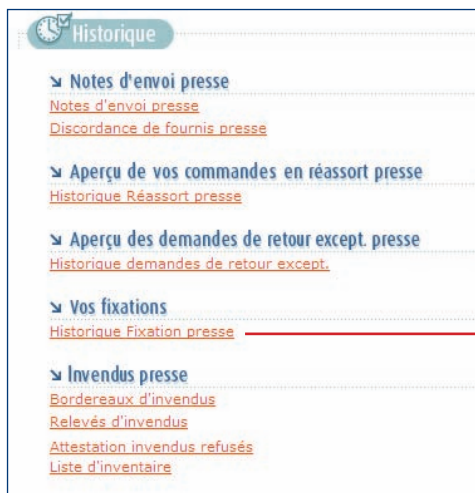 Historique
Notes d'envoi presse
Notes d'envoi presse
Discordance de fournis presse
Aperçu de vos commandes en réassort presse
Historique Réassort presse
Aperçu des demandes de retour except. presse
Historique demandes de retour except.
Vos fixations
Historique Fixation presse
Invendus presse
Bordereaux d'invendus
Relevés d'invendus
Attestation invendus refusés
Liste d'inventaire